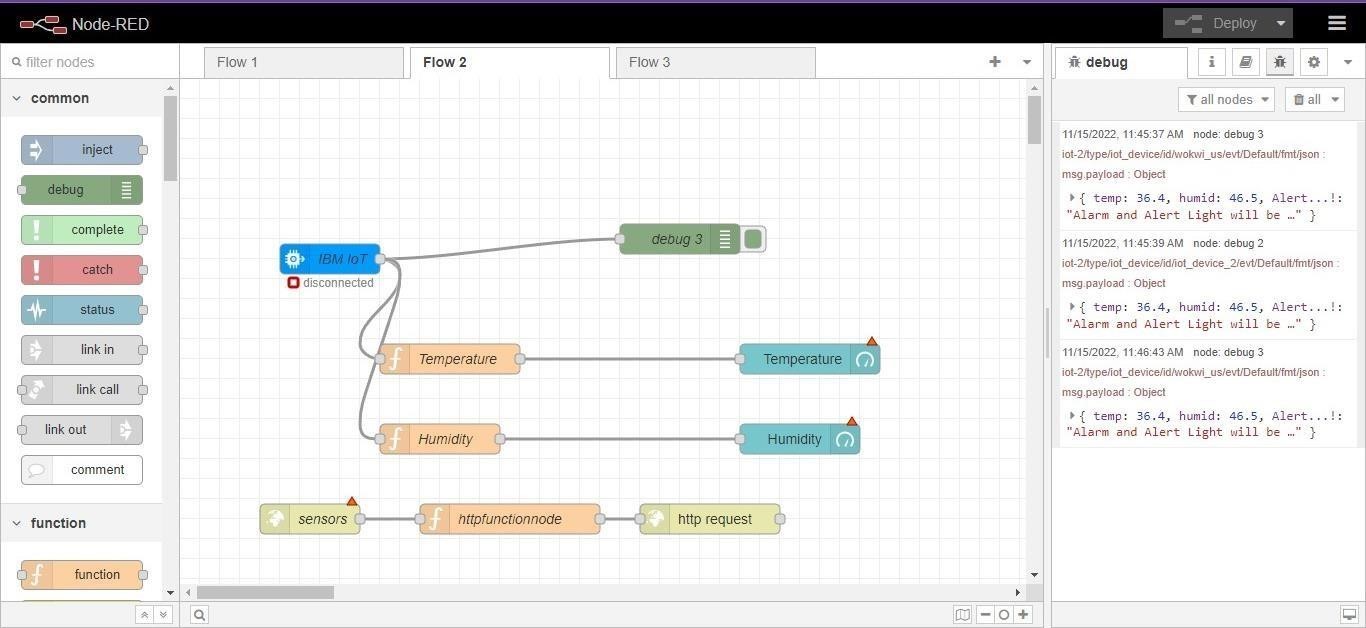 Node-RED
Deploy
filter nodes
Flow 1
Flow 2
Flow 3
debug
i
all nodes
all
common
inject
debug
complete
catch
status
link in
link call
link out
comment
function
function
IBM IoT
disconnected
debug 3
Temperature
Temperature
Humidity
Humidity
sensors
httpfunctionnode
http request
11/15/2022, 11:45:37 AM node: debug 3
iot-2/type/iot_device/id/wokwi_us/evt/Default/fmt/json :
msg.payload : Object
{ temp: 36.4, humid: 46.5, Alert...!:
"Alarm and Alert Light will be …" }
11/15/2022, 11:45:39 AM node: debug 2
iot-2/type/iot_device/id/iot_device_2/evt/Default/fmt/json :
msg.payload : Object
{ temp: 36.4, humid: 46.5, Alert...!:
"Alarm and Alert Light will be …" }
11/15/2022, 11:46:43 AM node: debug 3
iot-2/type/iot_device/id/wokwi_us/evt/Default/fmt/json :
msg.payload : Object
{ temp: 36.4, humid: 46.5, Alert...!:
"Alarm and Alert Light will be …" }